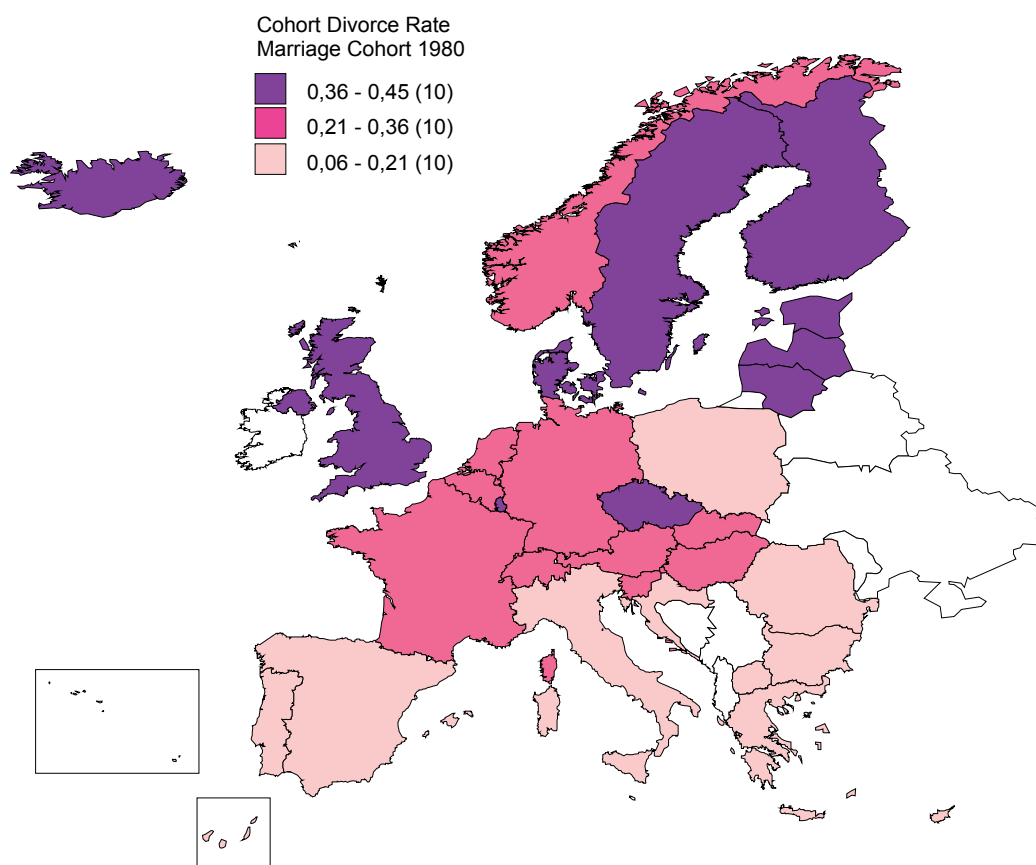 Cohort Divorce Rate
Marriage Cohort 1980
0,36 - 0,45 (10)
0,21 - 0,36 (10)
0,06 - 0,21 (10)